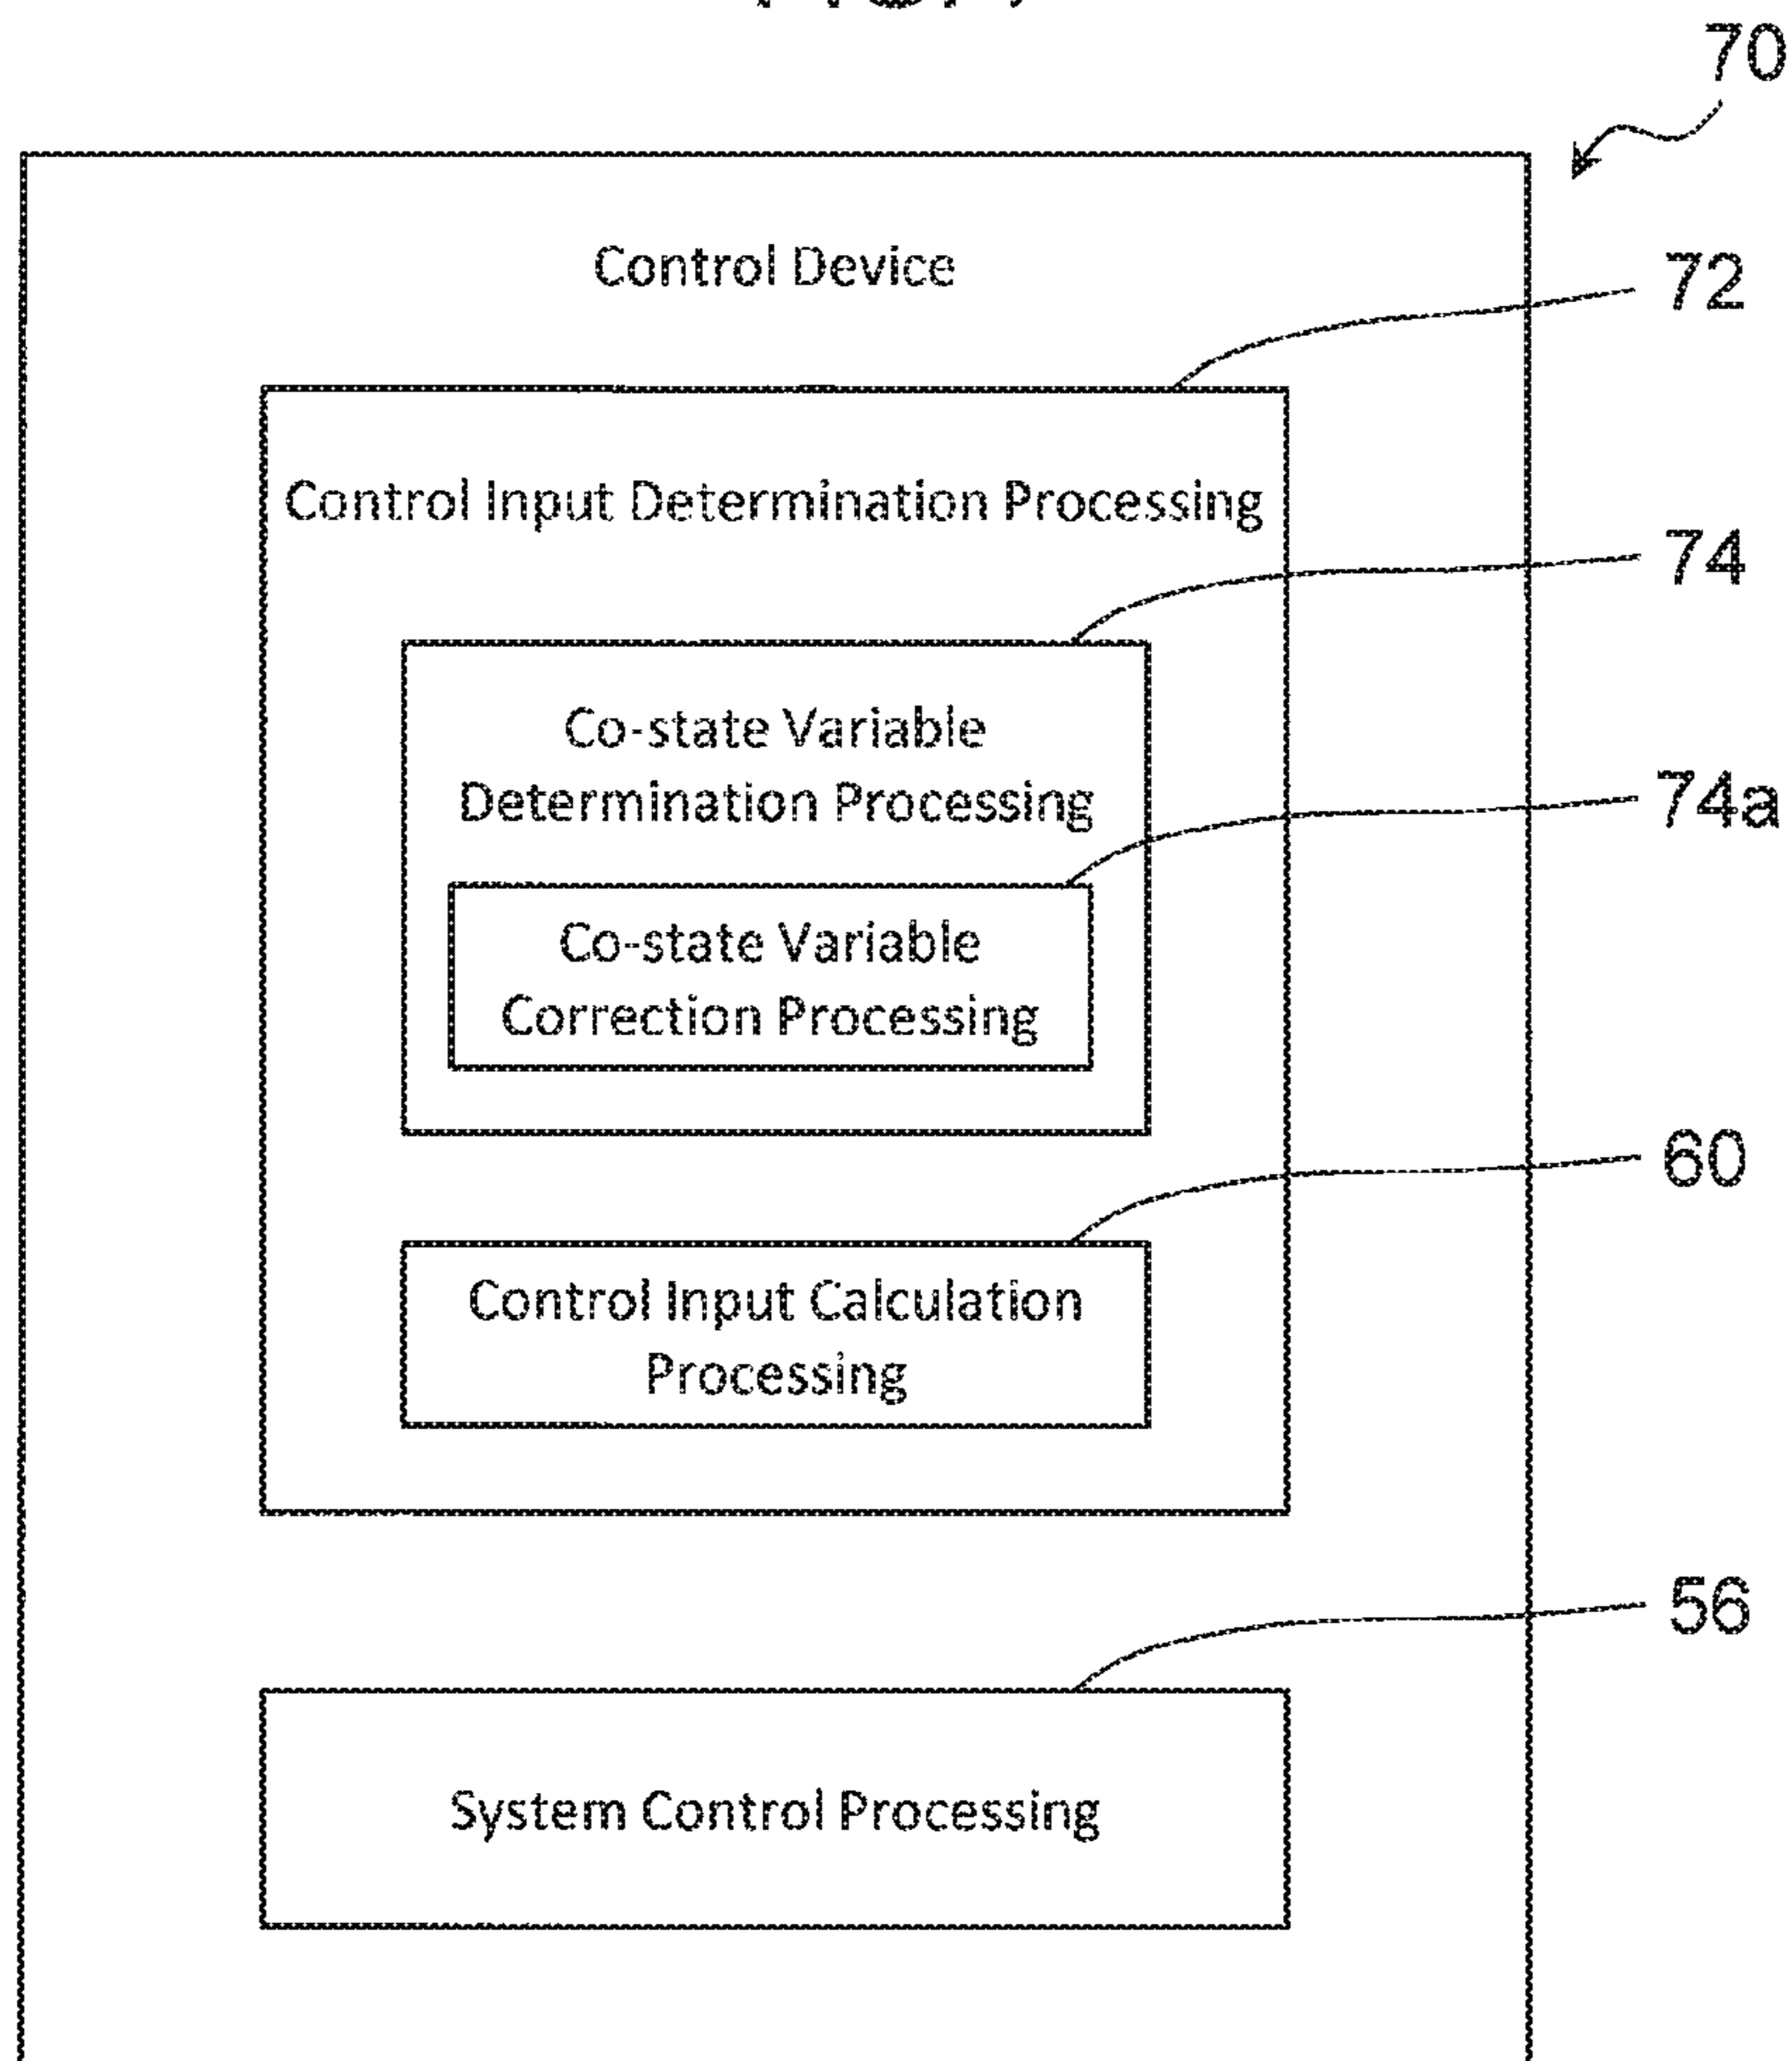 70
Control Device
72
Control Input Determination Processing
74
Co-state Variable
Determination Processing
74a
Co-state Variable
Correction Processing
60
Control Input Calculation
Processing
56
System Control Processing